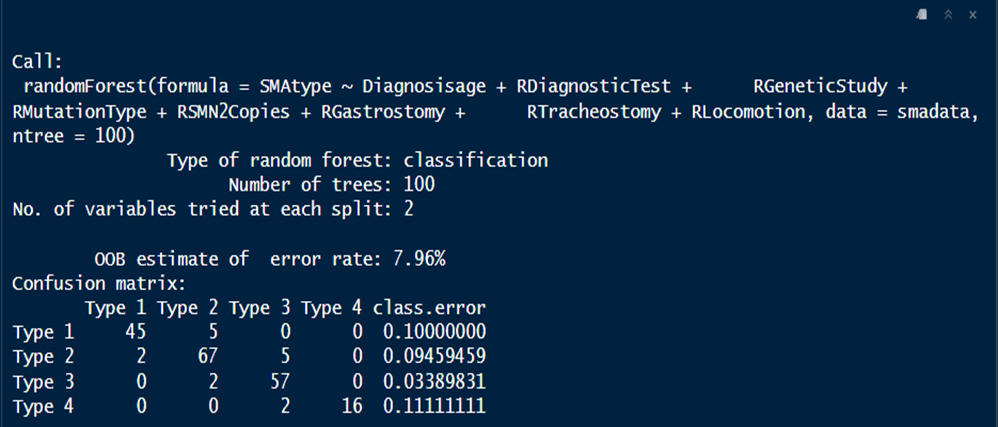 Call:
 randomForest(formula = SMAtype ~ Diagnosisage + RDiagnosticTest +      RGeneticStudy +
RMutationType + RSMN2Copies + RGastrostomy +      RTracheostomy + RLocomotion, data = smadata,
ntree = 100)
               Type of random forest: classification
                     Number of trees: 100
No. of variables tried at each split: 2

        OOB estimate of  error rate: 7.96%
Confusion matrix:
       Type 1 Type 2 Type 3 Type 4 class.error
Type 1     45      5      0      0  0.10000000
Type 2      2     67      5      0  0.09459459
Type 3      0      2     57      0  0.03389831
Type 4      0      0      2     16  0.11111111